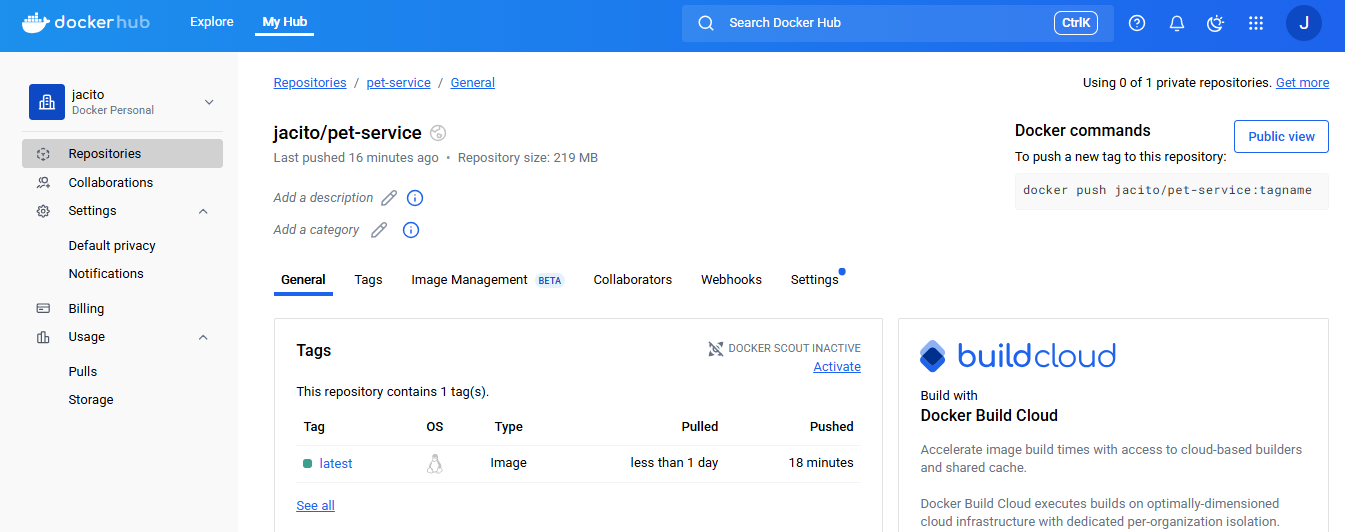 dockerhub Explore My Hub Search Docker Hub CtrlK J
jacito
Docker Personal
Repositories
Collaborations
Settings
Default privacy
Notifications
Billing
Usage
Pulls
Storage
Repositories / pet-service / General
Using 0 of 1 private repositories. Get more
jacito/pet-service
Last pushed 16 minutes ago • Repository size: 219 MB
Add a description
Add a category
Docker commands
Public view
To push a new tag to this repository:
docker push jacito/pet-service:tagname
General Tags Image Management BETA Collaborators Webhooks Settings
Tags
DOCKER SCOUT INACTIVE
Activate
This repository contains 1 tag(s).
Tag OS Type Pulled Pushed
latest Image less than 1 day 18 minutes
See all
buildcloud
Build with
Docker Build Cloud
Accelerate image build times with access to cloud-based builders
and shared cache.
Docker Build Cloud executes builds on optimally-dimensioned
cloud infrastructure with dedicated per-organization isolation.